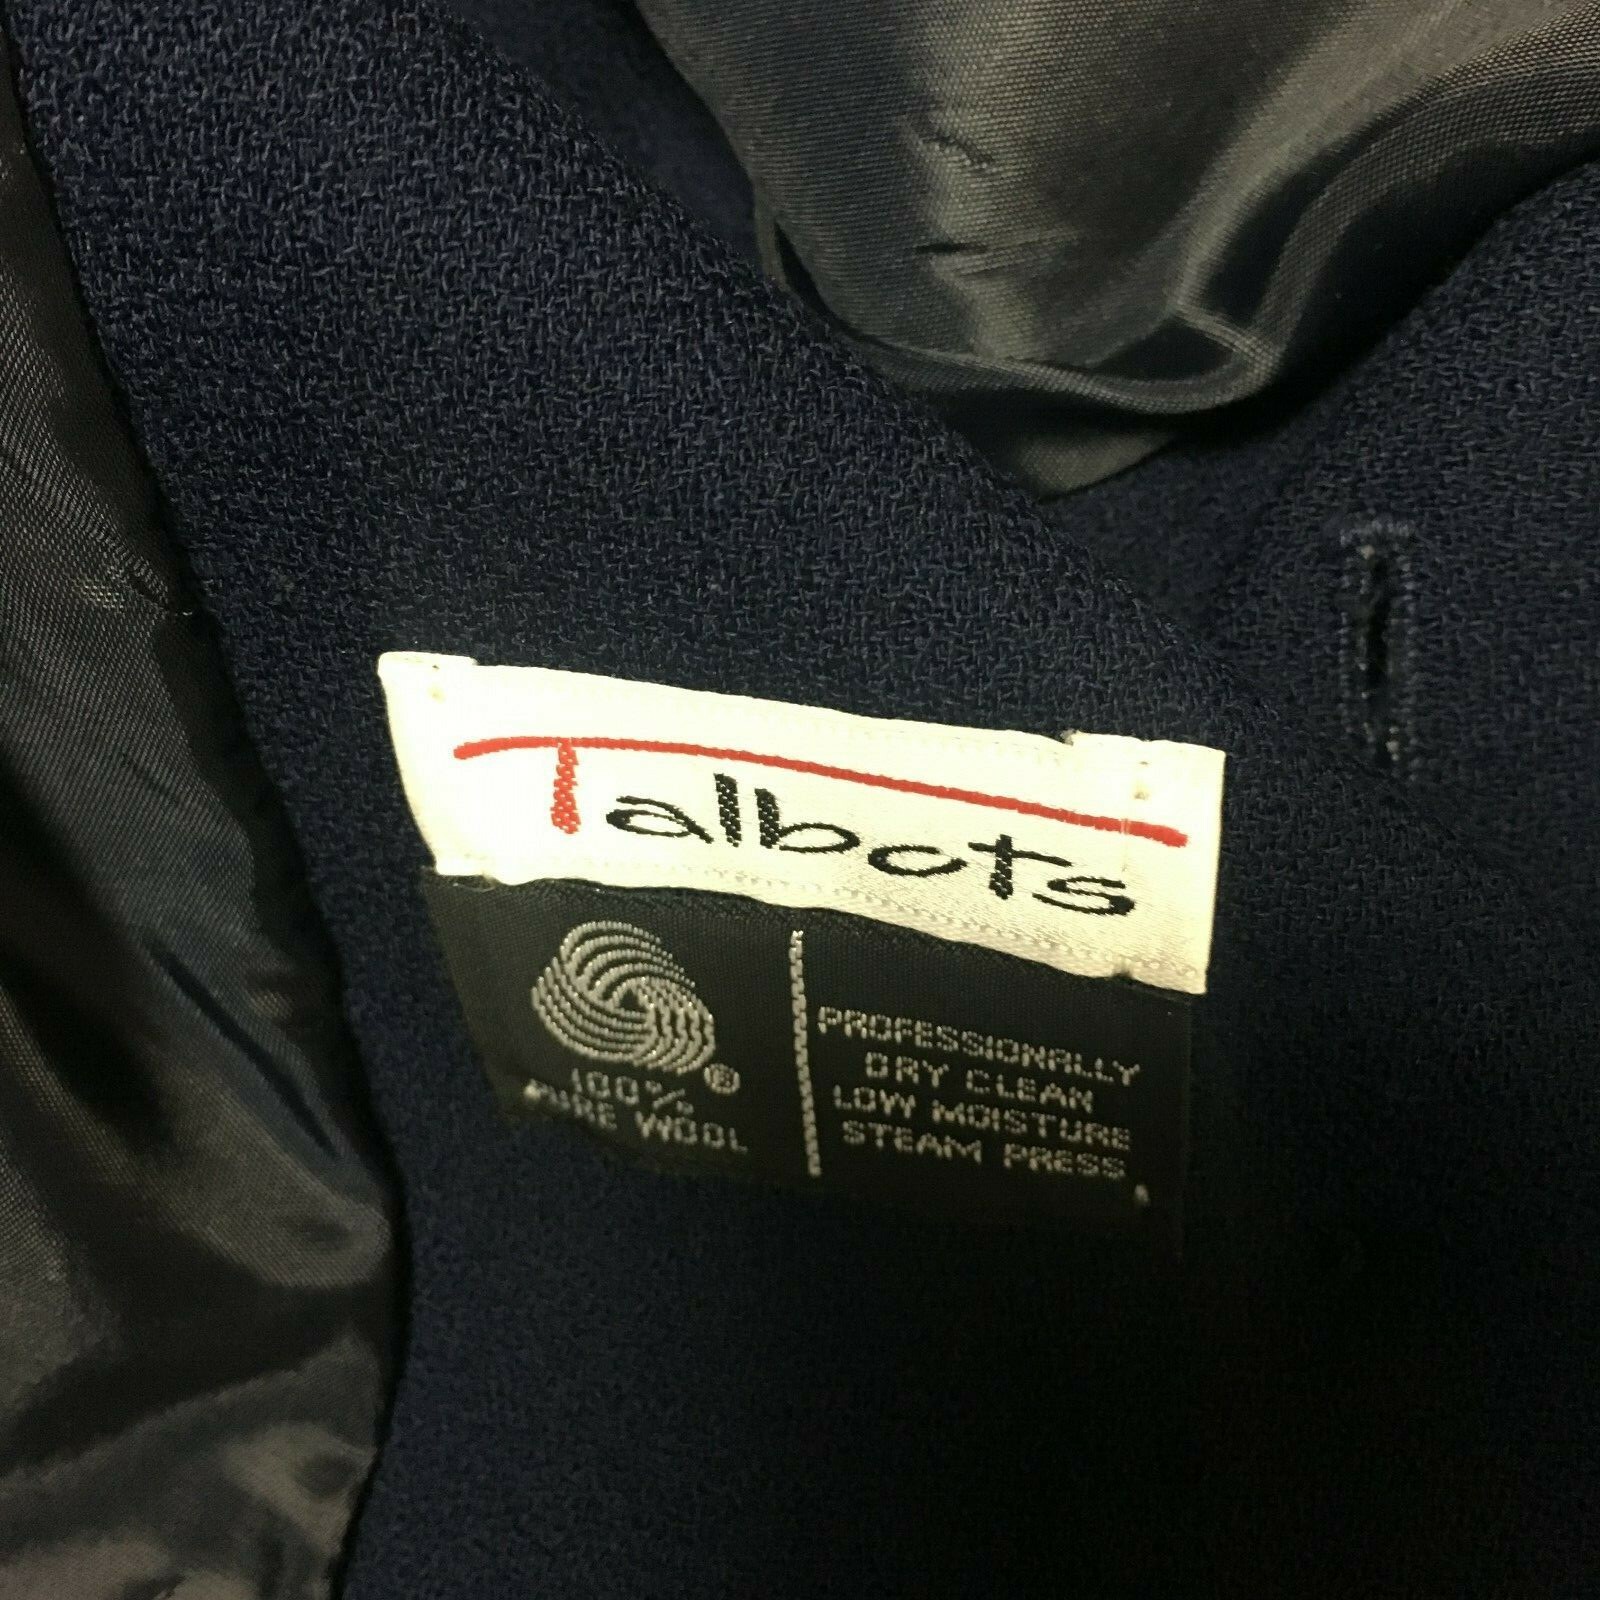 Talbots
®
100%
PURE WOOL
PROFESSIONALLY
DRY CLEAN
LOW MOISTURE
STEAM PRESS